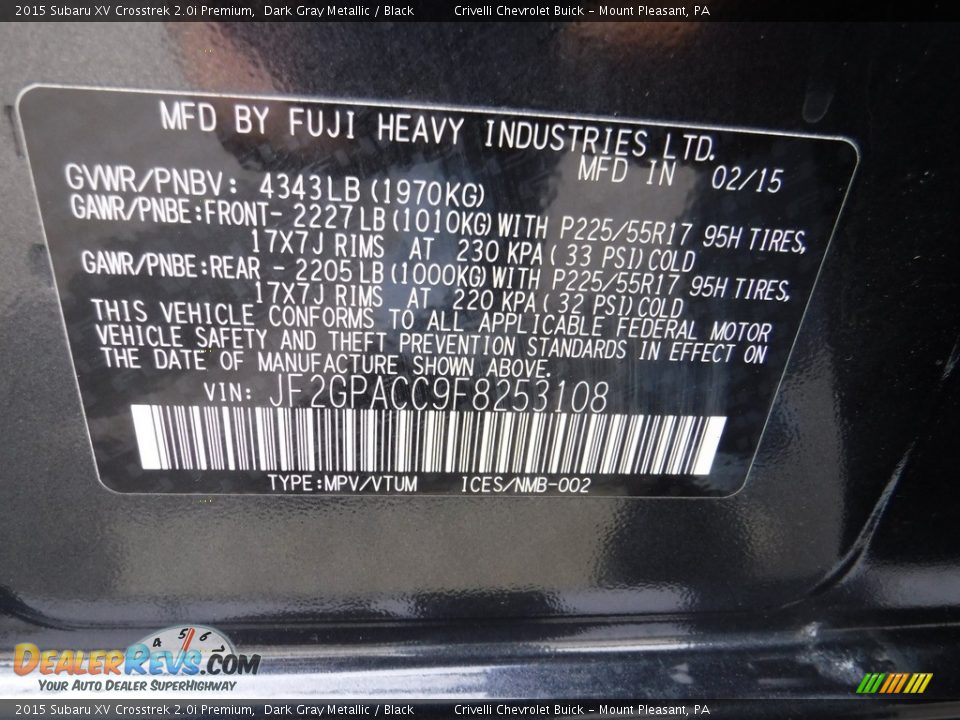 2015 Subaru XV Crosstrek 2.0i Premium,  Dark Gray Metallic / Black          Crivelli Chevrolet Buick - Mount Pleasant, PA
MFD BY FUJI HEAVY INDUSTRIES LTD.
MFD IN 02/15
GVWR/PNBV: 4343LB (1970KG)
GAWR/PNBE:FRONT- 2227LB (1010KG) WITH P225/55R17 95H TIRES,
17X7J RIMS AT 230 KPA( 33 PSI)COLD
GAWR/PNBE:REAR - 2205LB (1000KG) WITH P225/55R17 95H TIRES,
17X7J RIMS AT 220 KPA( 32 PSI)COLD
THIS VEHICLE CONFORMS TO ALL APPLICABLE FEDERAL MOTOR
VEHICLE SAFETY AND THEFT PREVENTION STANDARDS IN EFFECT ON
THE DATE OF MANUFACTURE SHOWN ABOVE.
VIN: JF2GPACC9F8253108
TYPE:MPV/VTUM ICES/NMB-002
4 5 6
DEALERREVS.COM
YOUR AUTO DEALER SUPERHIGHWAY
2015 Subaru XV Crosstrek 2.0i Premium,  Dark Gray Metallic / Black          Crivelli Chevrolet Buick - Mount Pleasant, PA